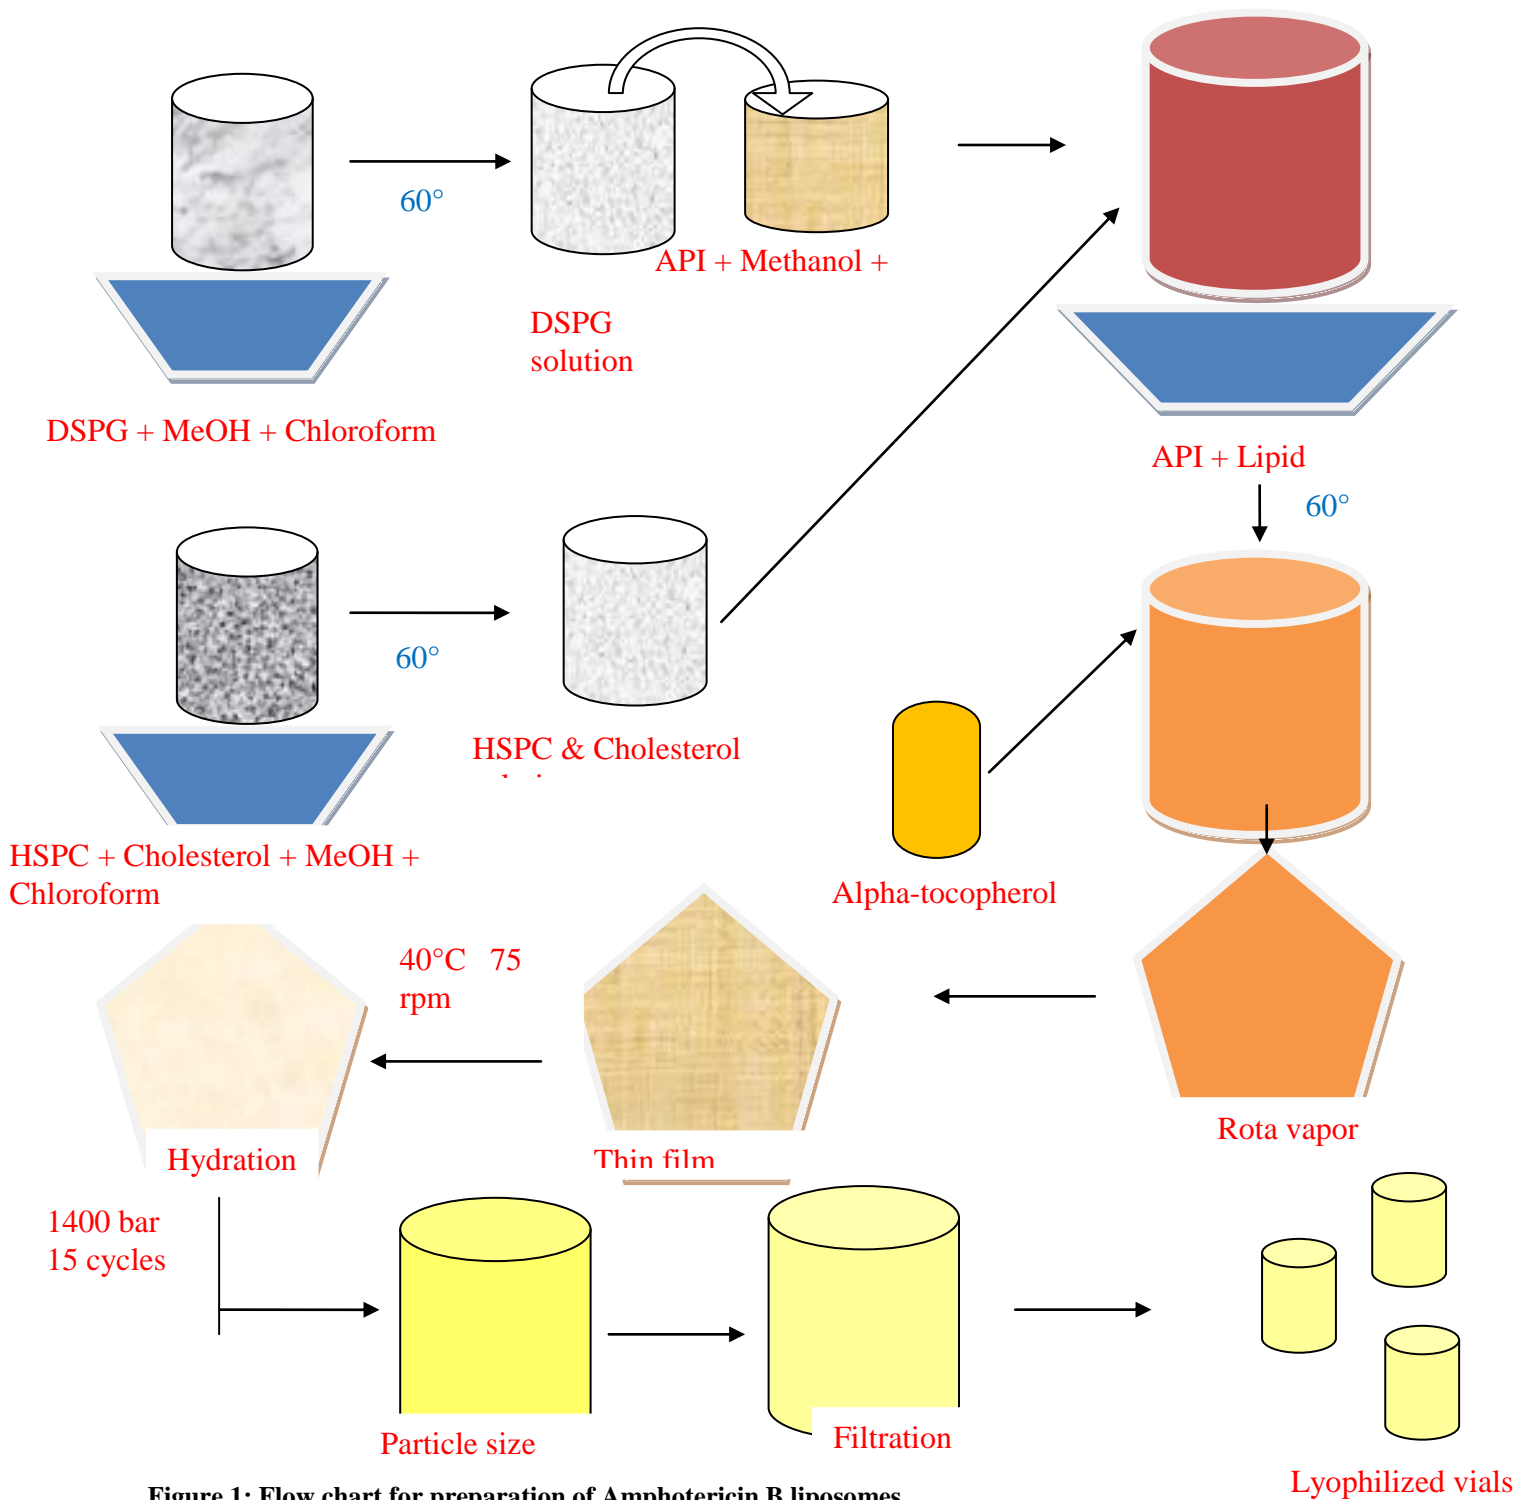 60°
API + Methanol +
DSPG
solution
DSPG + MeOH + Chloroform
API + Lipid
60°
60°
HSPC & Cholesterol
HSPC + Cholesterol + MeOH +
Chloroform
Alpha-tocopherol
40°C 75
rpm
Rota vapor
Hydration
Thin film
1400 bar
15 cycles
Particle size
Filtration
Lyophilized vials
Figure 1: Flow chart for preparation of Amphotericin B liposomes